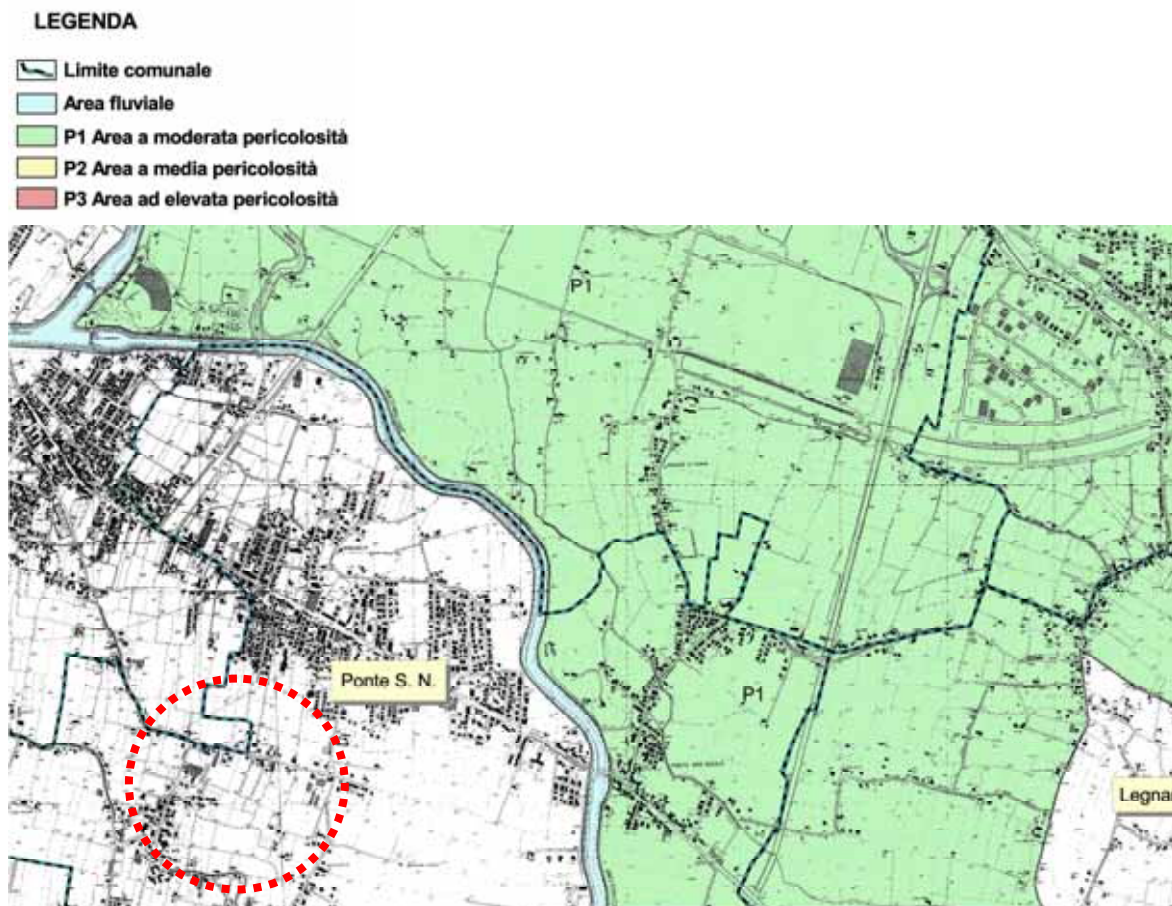 LEGENDA
Limite comunale
Area fluviale
P1 Area a moderata pericolosità
P2 Area a media pericolosità
P3 Area ad elevata pericolosità
P1
Ponte S. N.
P1
Legnar